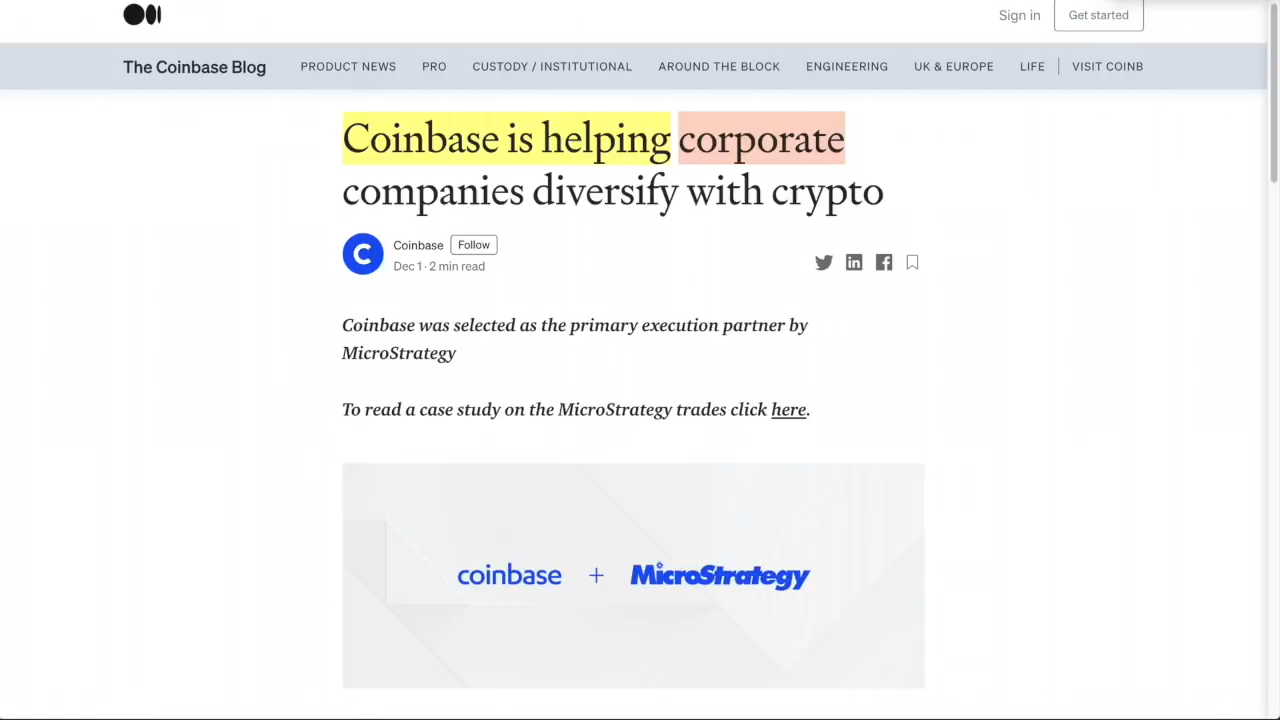 Sign in
Get started
The Coinbase Blog
PRODUCT NEWS
PRO
CUSTODY / INSTITUTIONAL
AROUND THE BLOCK
ENGINEERING
UK & EUROPE
LIFE
VISIT COINB
Coinbase is helping corporate
companies diversify with crypto
Coinbase
Follow
Dec 1 · 2 min read
Coinbase was selected as the primary execution partner by
MicroStrategy
To read a case study on the MicroStrategy trades click here.
coinbase + MicroStrategy